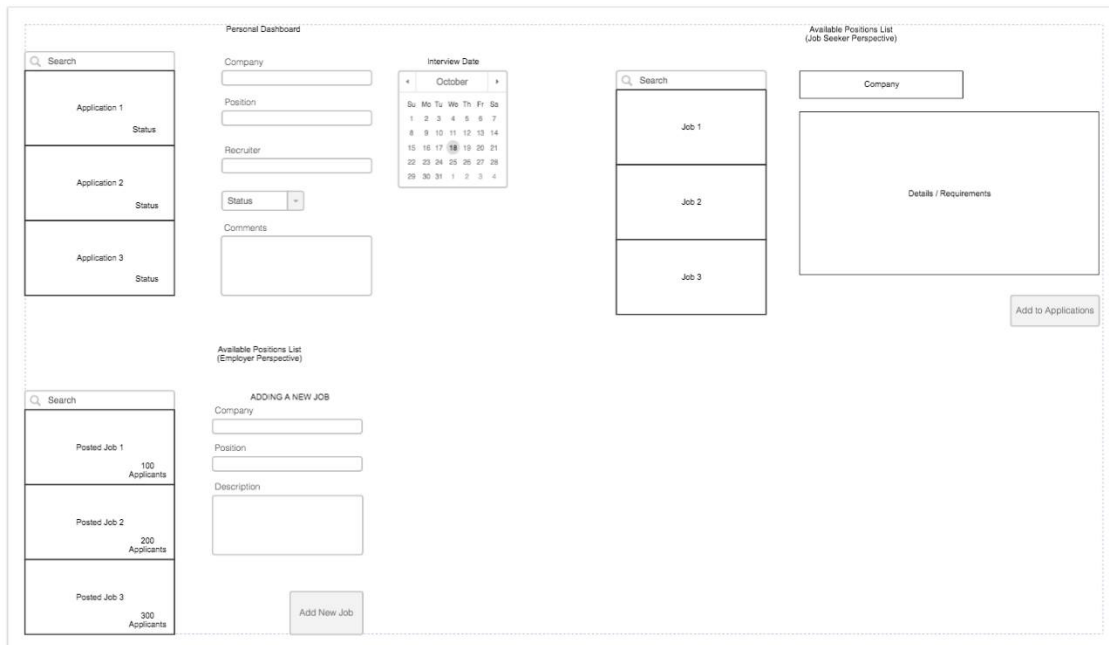 Personal Dashboard
Search
Application 1
Status
Application 2
Status
Application 3
Status
Company
Position
Recruiter
Status
Comments
Interview Date
October
Su Mo Tu We Th Fr Sa
1 2 3 4 5 6 7
8 9 10 11 12 13 14
15 16 17 18 19 20 21
22 23 24 25 26 27 28
29 30 31 1 2 3 4
Available Positions List
(Job Seeker Perspective)
Search
Job 1
Job 2
Job 3
Company
Details / Requirements
Add to Applications
Available Positions List
(Employer Perspective)
Search
Posted Job 1
100
Applicants
Posted Job 2
200
Applicants
Posted Job 3
300
Applicants
ADDING A NEW JOB
Company
Position
Description
Add New Job